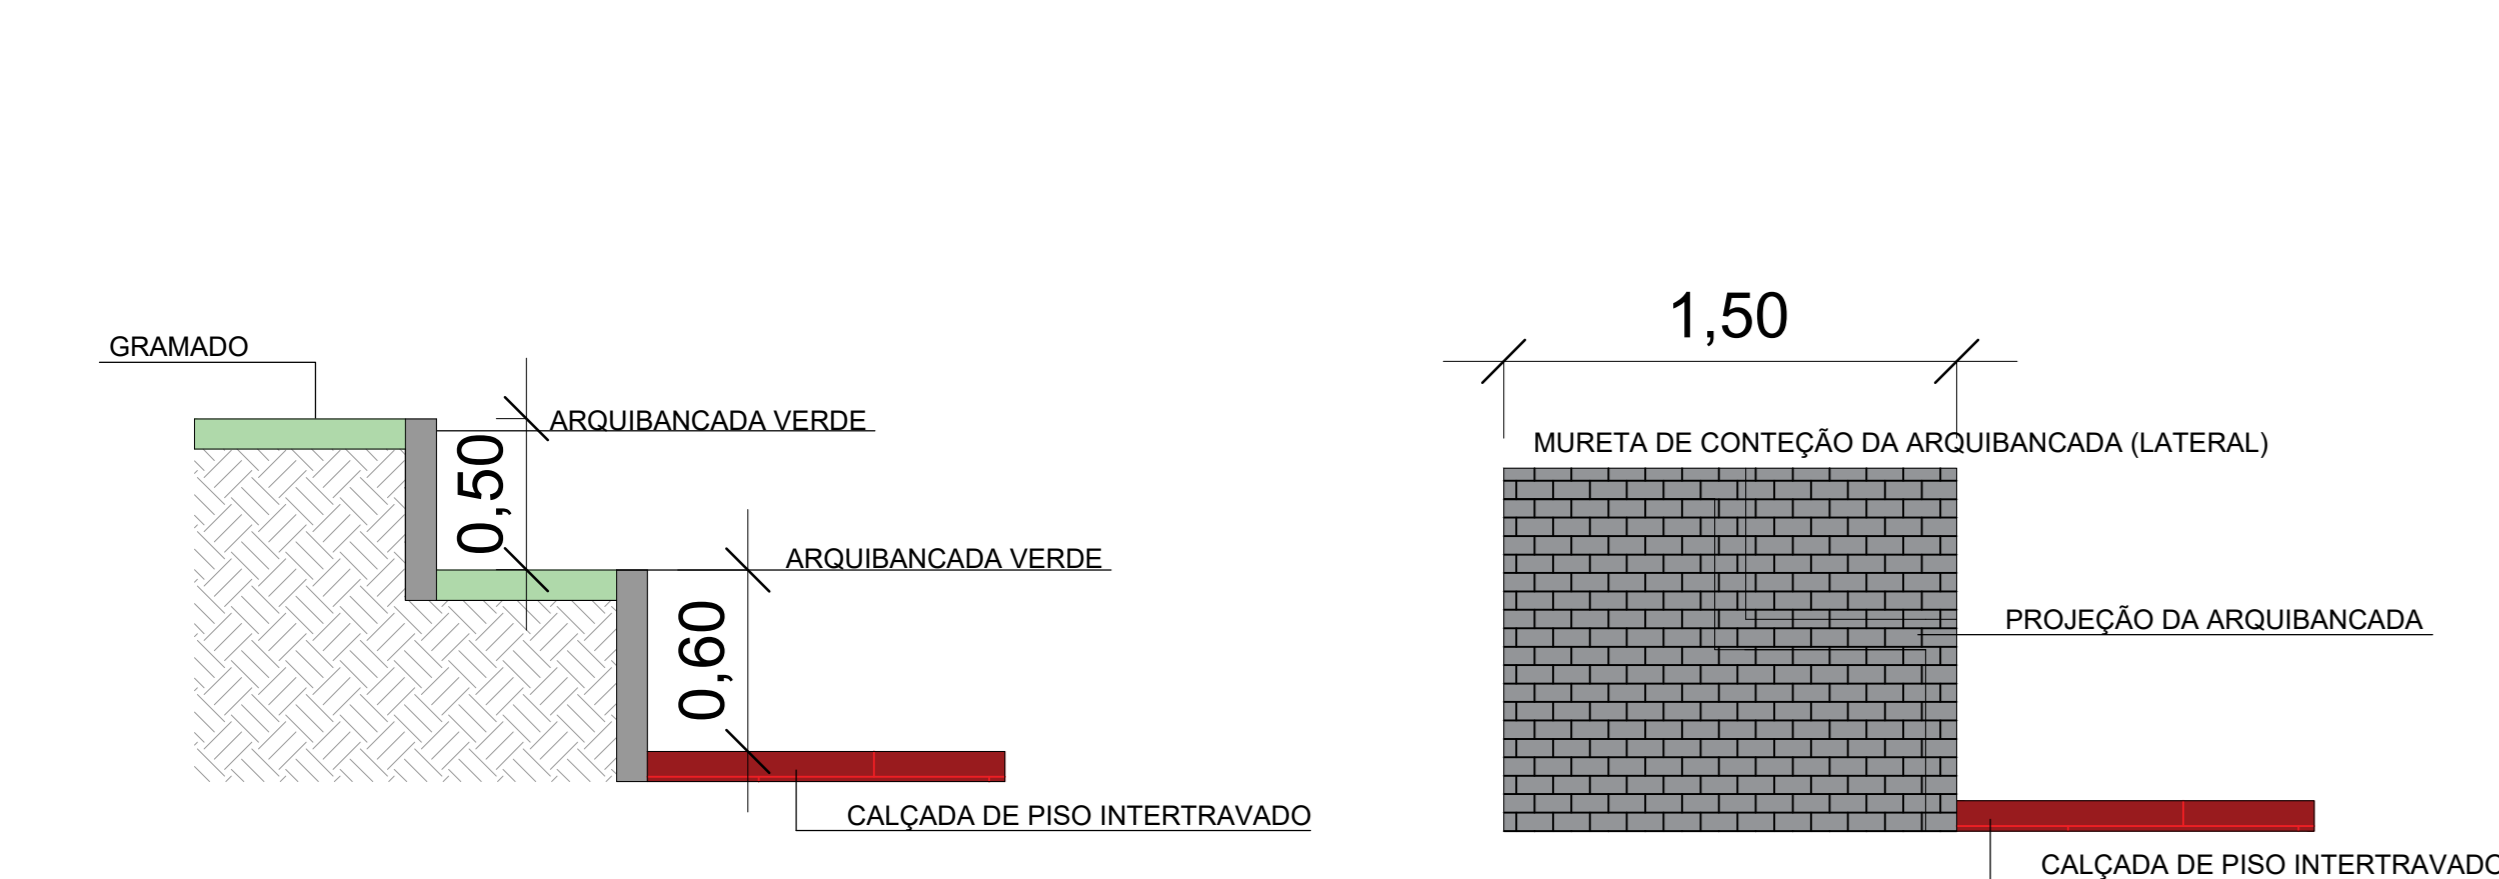 1,50
GRAMADO
ARQUIBANCADA VERDE
MURETA DE CONTEÇÃO DA ARQUIBANCADA (LATERAL)
0,50
ARQUIBANCADA VERDE
0,60
PROJEÇÃO DA ARQUIBANCADA
CALÇADA DE PISO INTERTRAVADO
CALÇADA DE PISO INTERTRAVADO